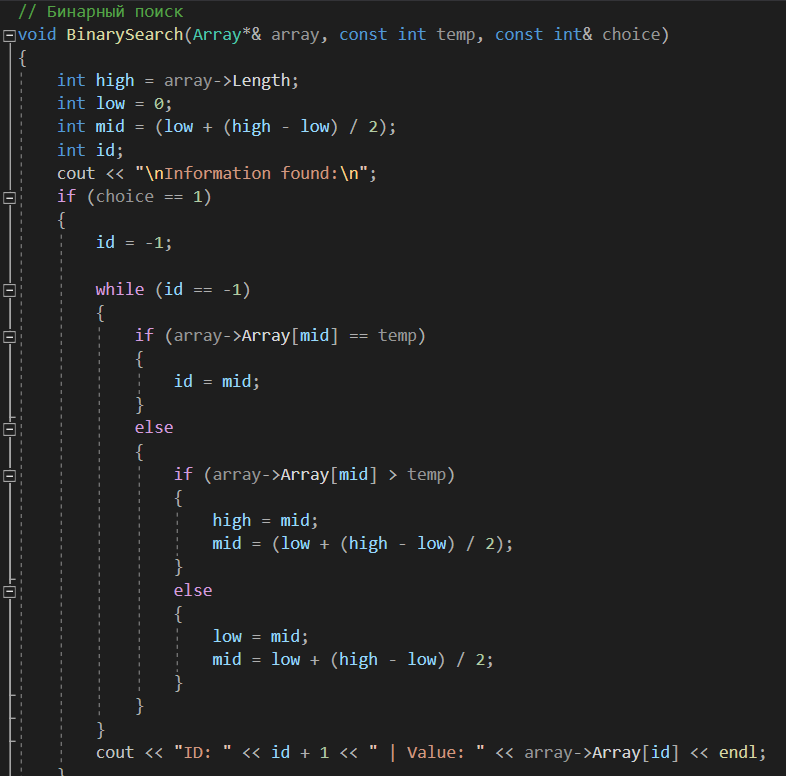 // Бинарный поиск
void BinarySearch(Array*& array, const int temp, const int& choice)
{
    int high = array->Length;
    int low = 0;
    int mid = (low + (high - low) / 2);
    int id;
    cout << "\nInformation found:\n";
    if (choice == 1)
    {
        id = -1;

        while (id == -1)
        {
            if (array->Array[mid] == temp)
            {
                id = mid;
            }
            else
            {
                if (array->Array[mid] > temp)
                {
                    high = mid;
                    mid = (low + (high - low) / 2);
                }
                else
                {
                    low = mid;
                    mid = low + (high - low) / 2;
                }
            }
        }
        cout << "ID: " << id + 1 << " | Value: " << array->Array[id] << endl;
    }